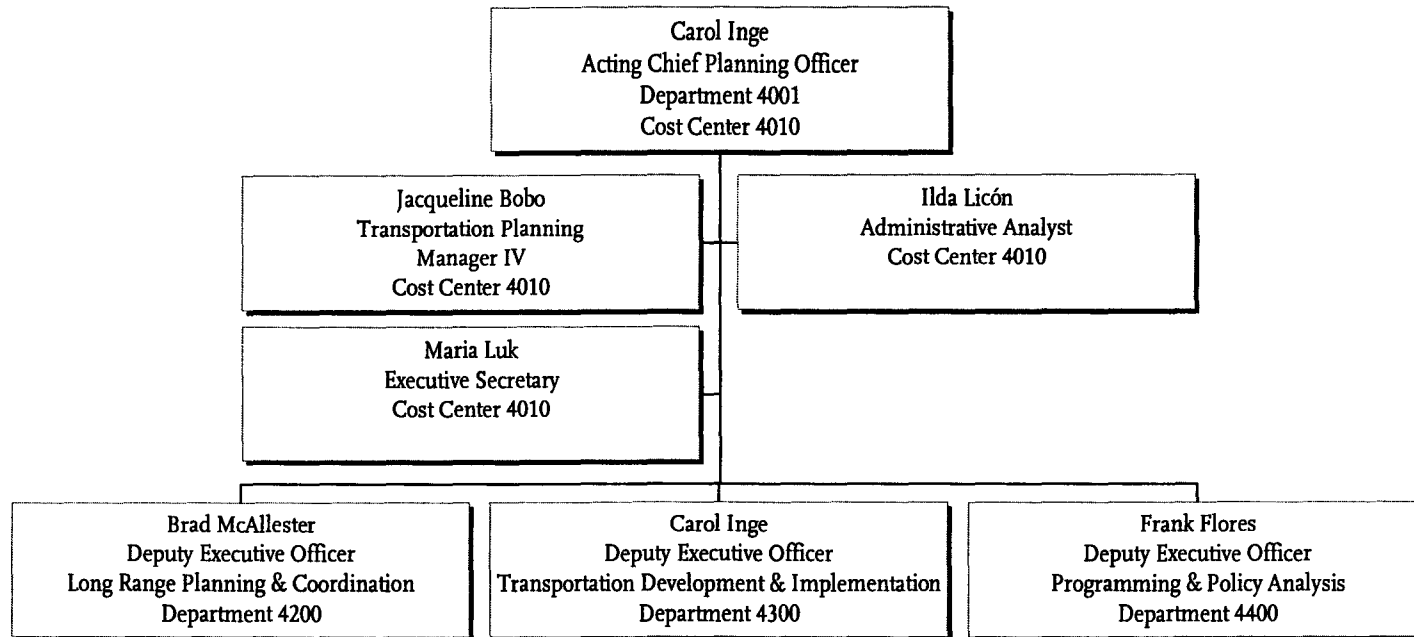 Carol Inge
Acting Chief Planning Officer
Department 4001
Cost Center 4010
Jacqueline Bobo
Transportation Planning
Manager IV
Cost Center 4010
Ilda Licón
Administrative Analyst
Cost Center 4010
Maria Luk
Executive Secretary
Cost Center 4010
Brad McAllester
Deputy Executive Officer
Long Range Planning & Coordination
Department 4200
Carol Inge
Deputy Executive Officer
Transportation Development & Implementation
Department 4300
Frank Flores
Deputy Executive Officer
Programming & Policy Analysis
Department 4400